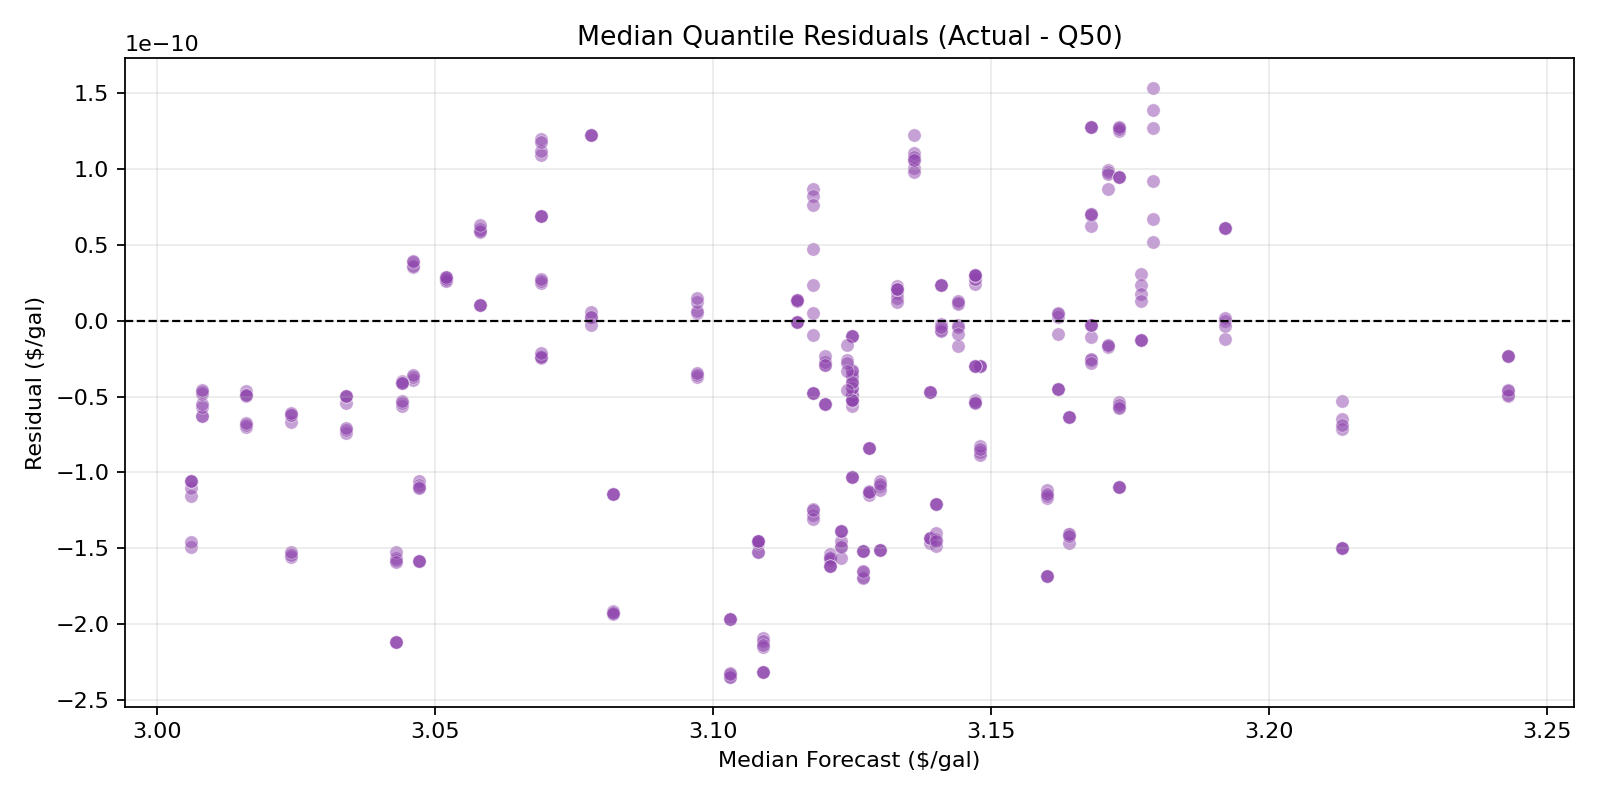 Median Quantile Residuals (Actual - Q50)
1e−10
1.5
1.0
0.5
0.0
−0.5
−1.0
−1.5
−2.0
−2.5
Residual ($/gal)
3.00 3.05 3.10 3.15 3.20 3.25
Median Forecast ($/gal)